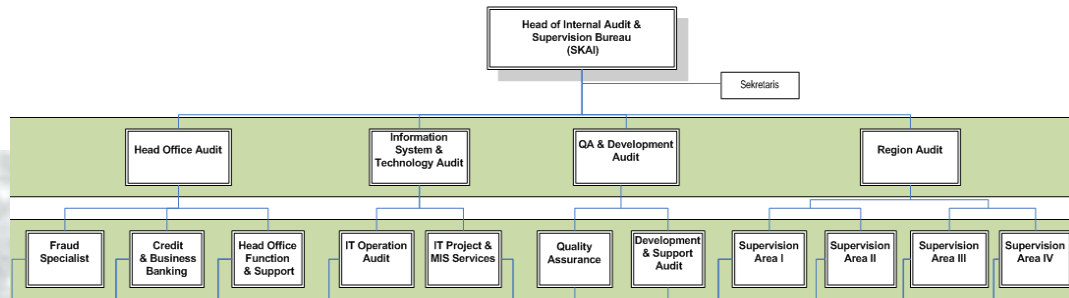 Head of Internal Audit &
Supervision Bureau
(SKAI)
Sekretaris
Head Office Audit
Information
System &
Technology Audit
QA & Development
Audit
Region Audit
Fraud
Specialist
Credit
& Business
Banking
Head Office
Function
& Support
IT Operation
Audit
IT Project &
MIS Services
Quality
Assurance
Development
& Support
Audit
Supervision
Area I
Supervision
Area II
Supervision
Area III
Supervision
Area IV